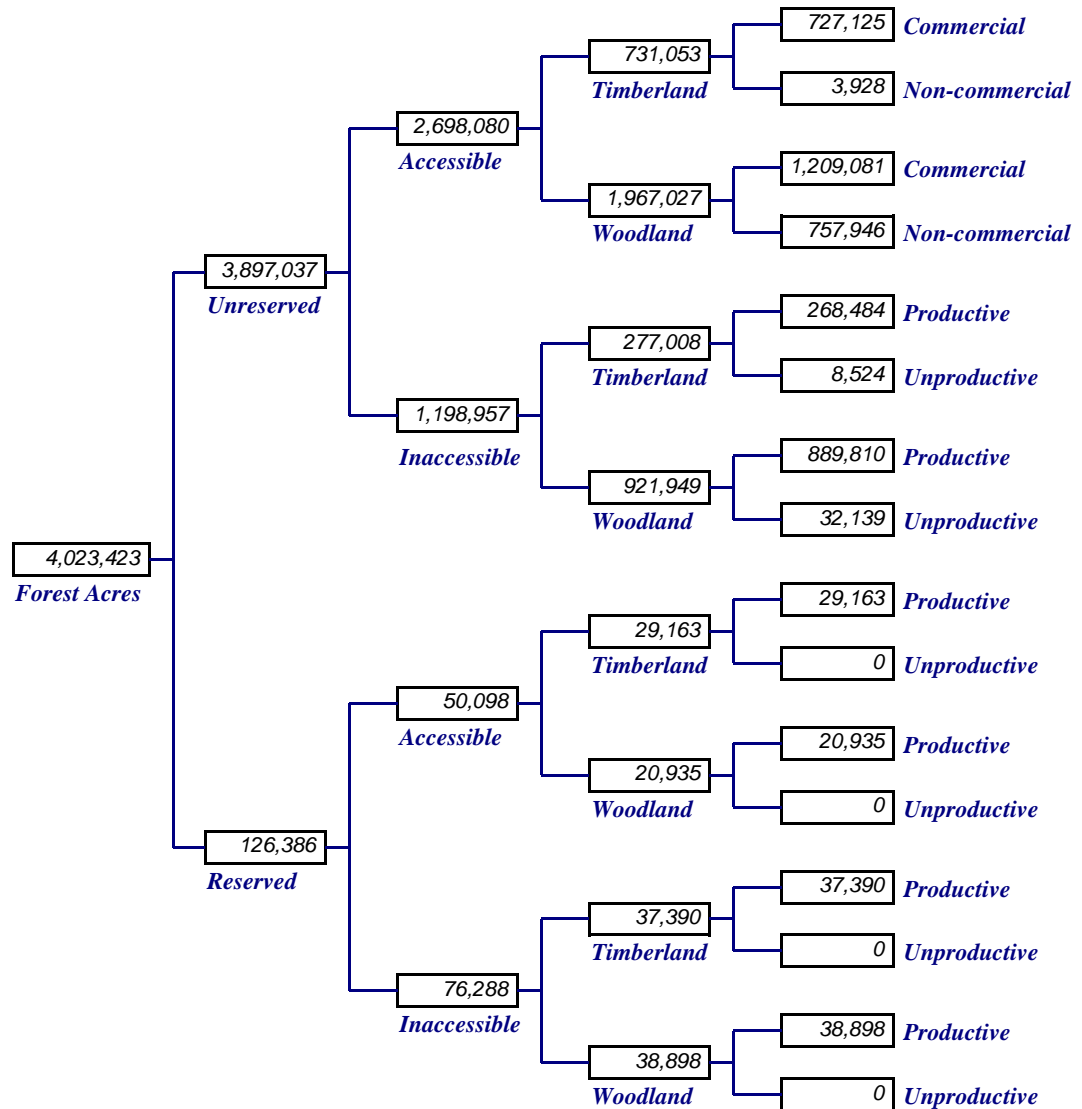 727,125 Commercial
731,053
Timberland
3,928 Non-commercial
2,698,080
Accessible
1,209,081 Commercial
1,967,027
Woodland
757,946 Non-commercial
3,897,037
Unreserved
268,484 Productive
277,008
Timberland
8,524 Unproductive
1,198,957
Inaccessible
889,810 Productive
921,949
Woodland
32,139 Unproductive
4,023,423
Forest Acres
29,163 Productive
29,163
Timberland
0 Unproductive
50,098
Accessible
20,935 Productive
20,935
Woodland
0 Unproductive
126,386
Reserved
37,390 Productive
37,390
Timberland
0 Unproductive
76,288
Inaccessible
38,898 Productive
38,898
Woodland
0 Unproductive